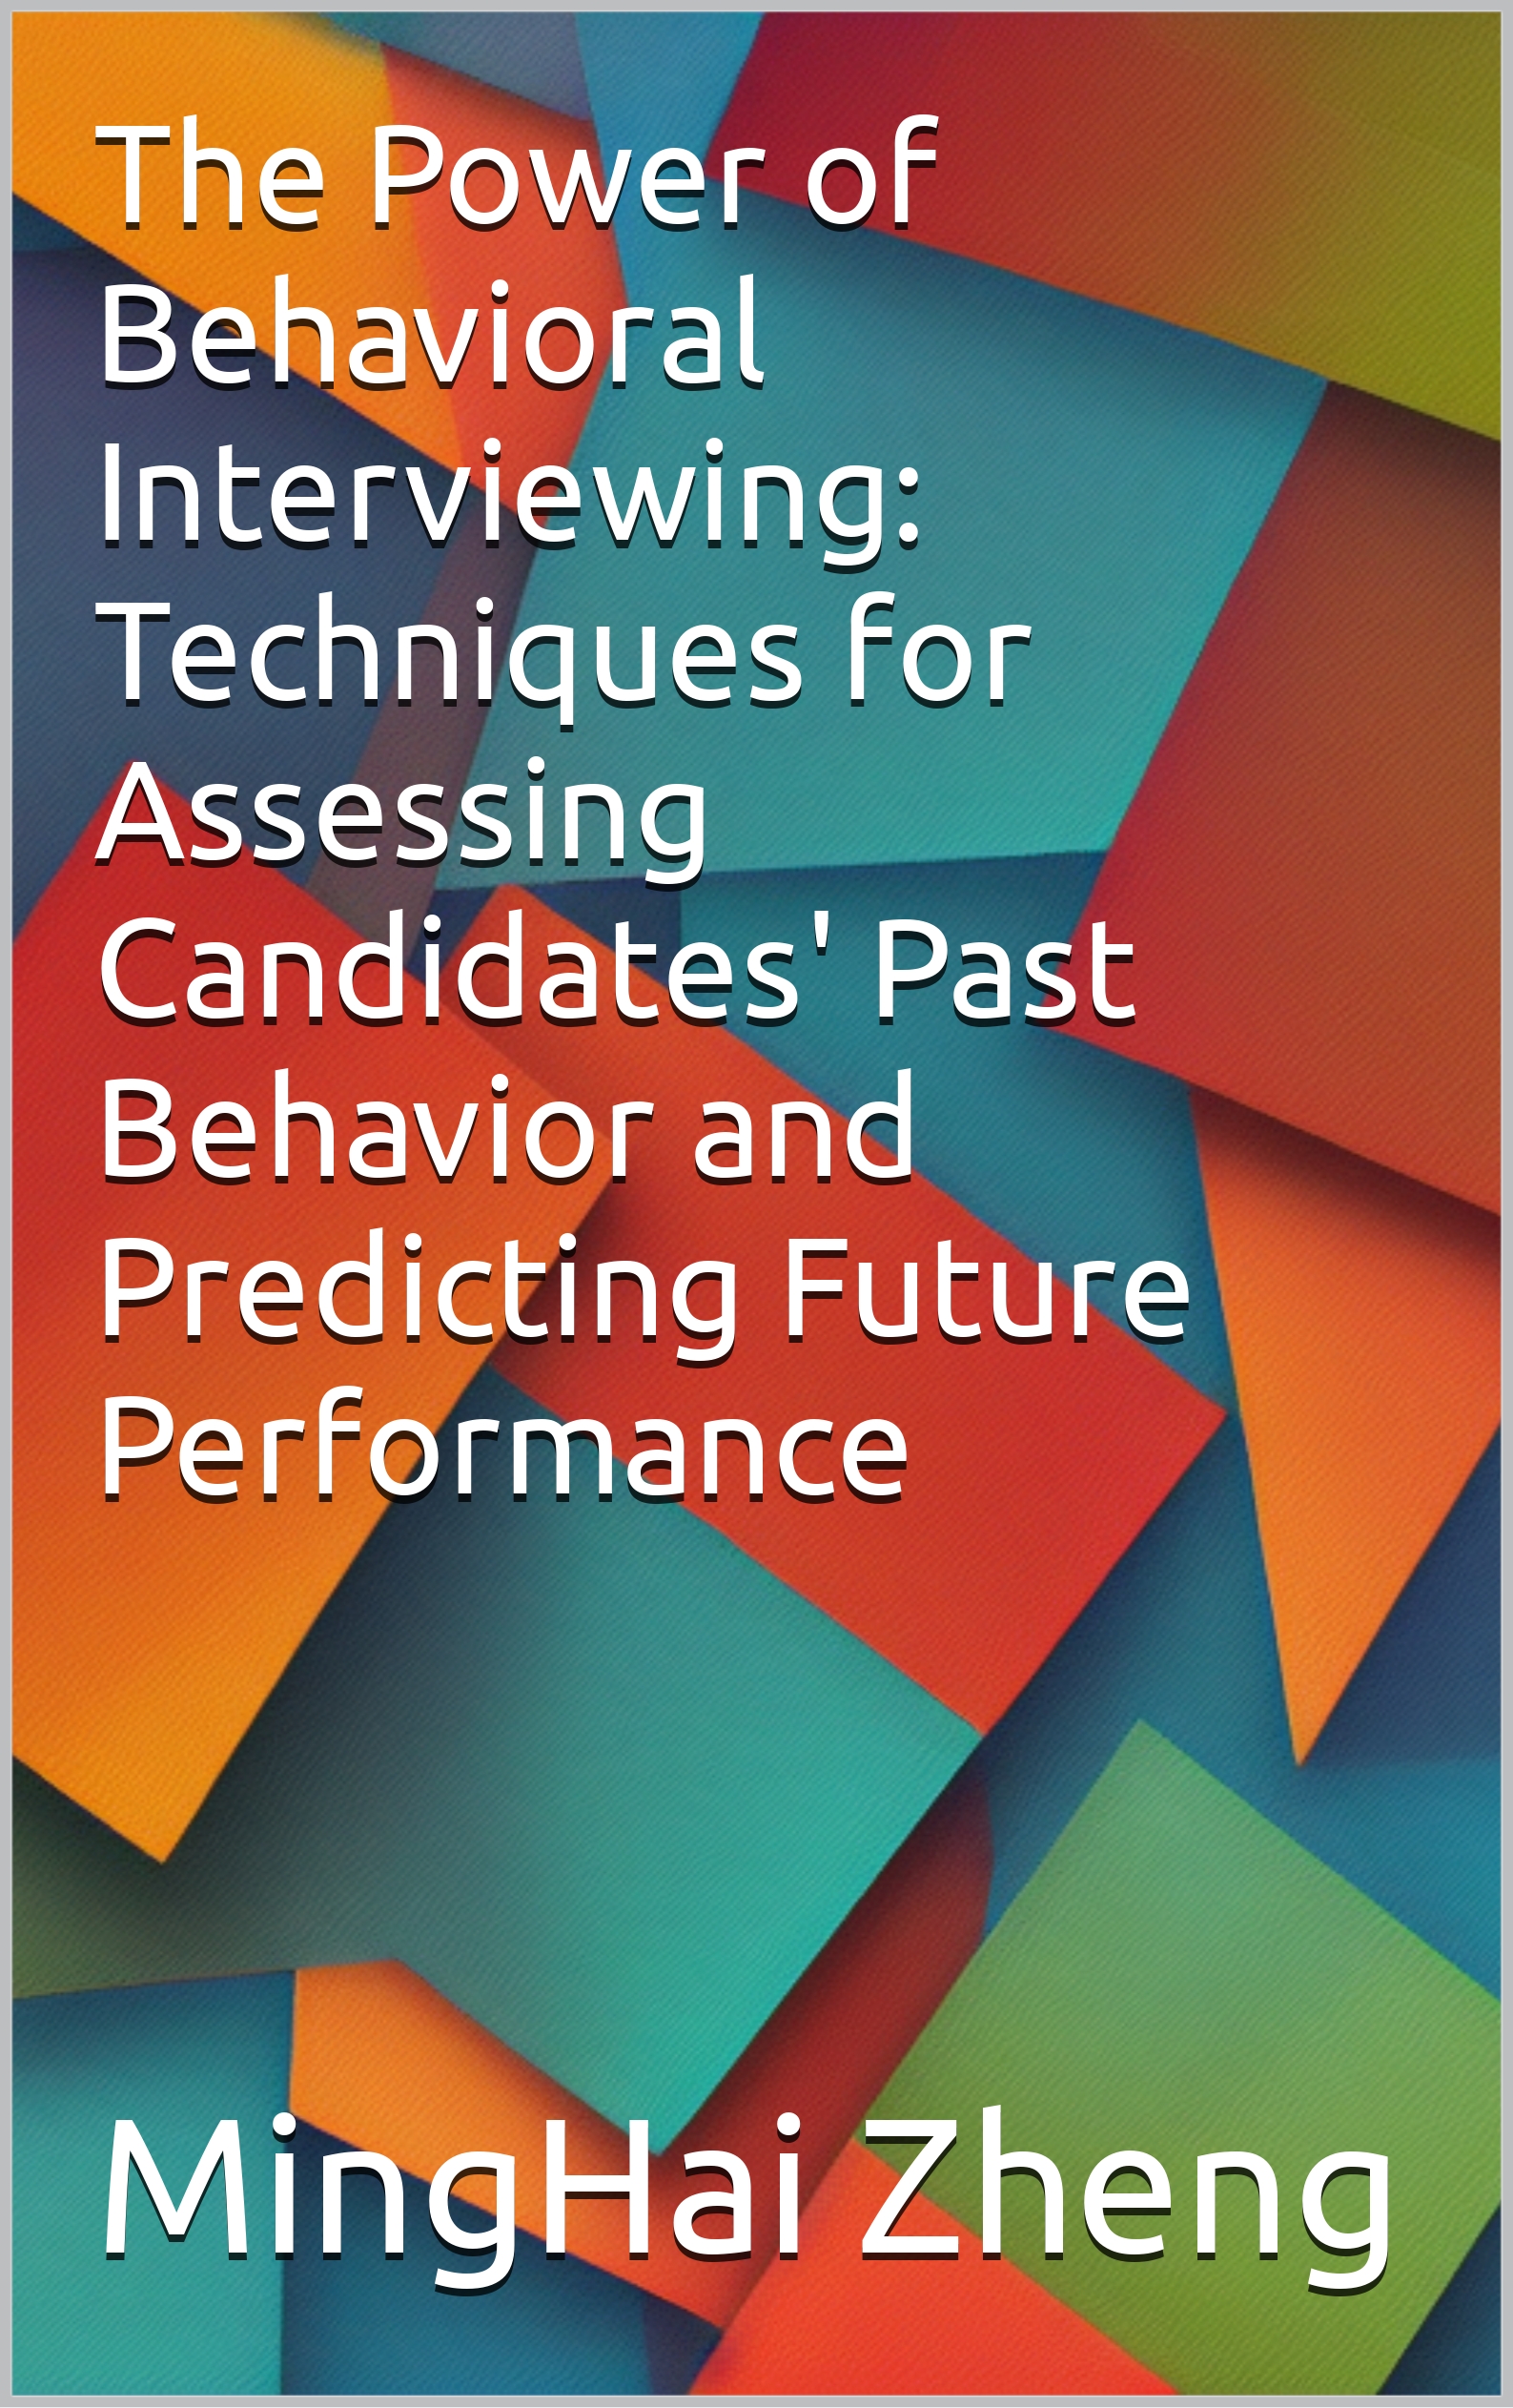 The Power of
Behavioral
Interviewing:
Techniques for
Assessing
Candidates' Past
Behavior and
Predicting Future
Performance
MingHai Zheng